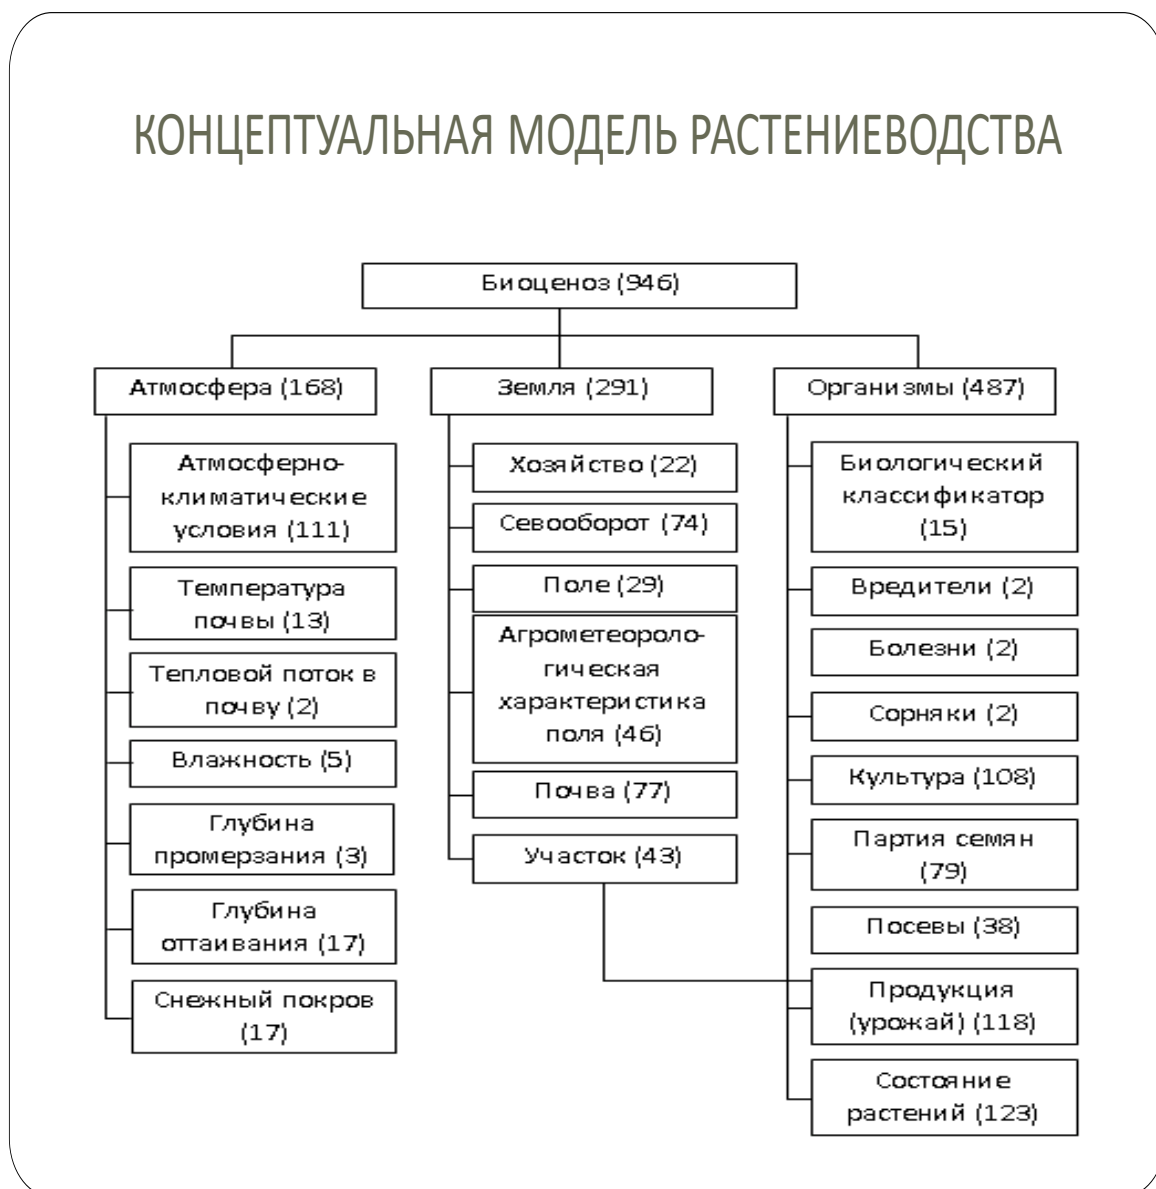 КОНЦЕПТУАЛЬНАЯ МОДЕЛЬ РАСТЕНИЕВОДСТВА
Биоценоз (946)
Атмосфера (168)
Атмосферно-
климатические
условия (111)
Температура
почвы (13)
Тепловой поток в
почву (2)
Влажность (5)
Глубина
промерзания (3)
Глубина
оттаивания (17)
Снежный покров
(17)
Земля (291)
Хозяйство (22)
Севооборот (74)
Поле (29)
Агрометеороло-
гическая
характеристика
поля (46)
Почва (77)
Участок (43)
Организмы (487)
Биологический
классификатор
(15)
Вредители (2)
Болезни (2)
Сорняки (2)
Культура (108)
Партия семян
(79)
Посевы (38)
Продукция
(урожай) (118)
Состояние
растений (123)